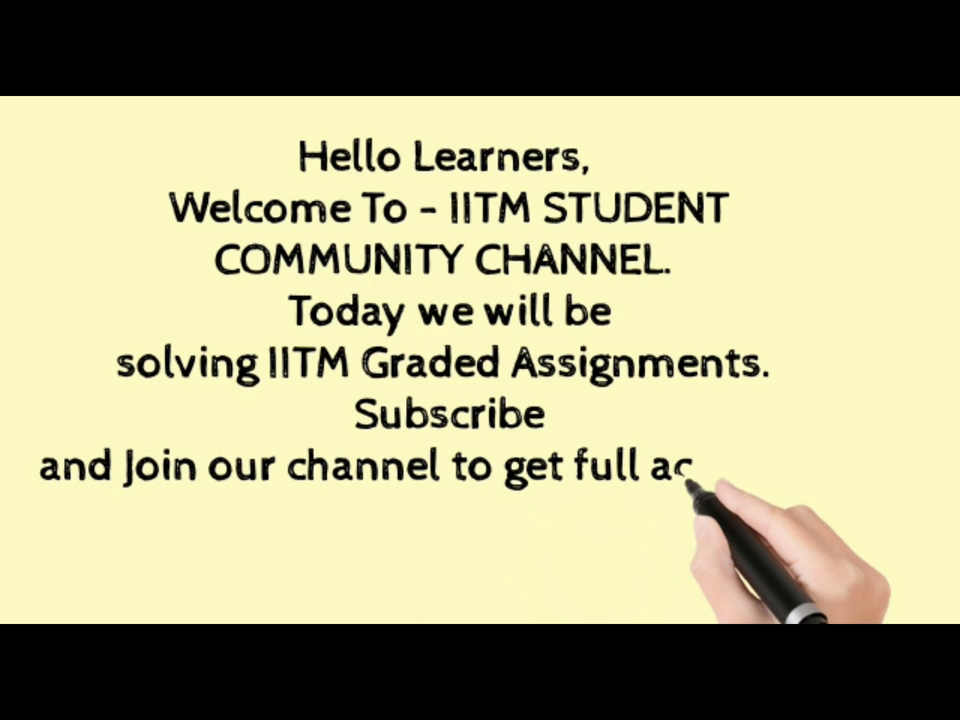 Hello Learners,
Welcome To - IITM STUDENT
COMMUNITY CHANNEL.
Today we will be
solving IITM Graded Assignments.
Subscribe
and Join our channel to get full ac